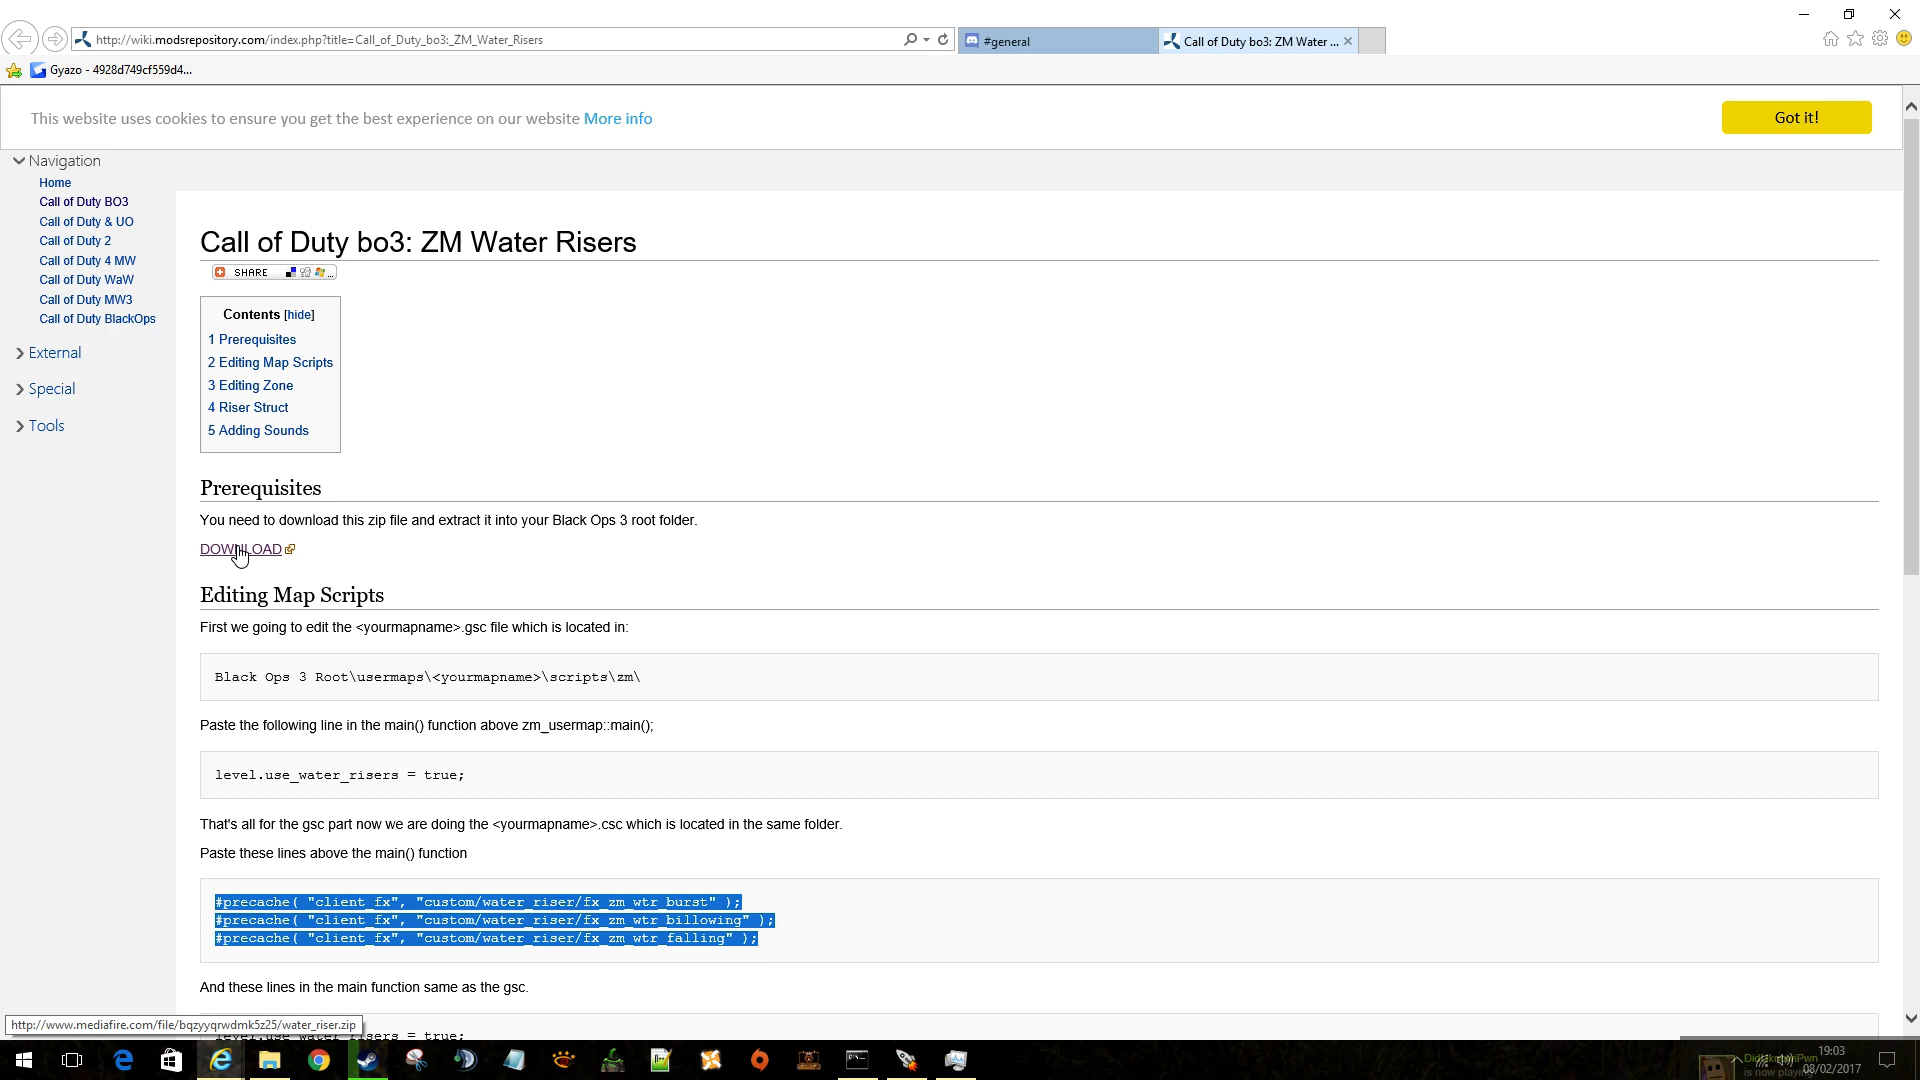 http://wiki.modsrepository.com/index.php?title=Call_of_Duty_bo3:_ZM_Water_Risers
#general
Call of Duty bo3: ZM Water ...
Gyazo - 4928d749cf559d4...
This website uses cookies to ensure you get the best experience on our website More info
Got it!
Navigation
Home
Call of Duty BO3
Call of Duty & UO
Call of Duty 2
Call of Duty 4 MW
Call of Duty WaW
Call of Duty MW3
Call of Duty BlackOps
External
Special
Tools
Call of Duty bo3: ZM Water Risers
SHARE ...
Contents [hide]
1 Prerequisites
2 Editing Map Scripts
3 Editing Zone
4 Riser Struct
5 Adding Sounds
Prerequisites
You need to download this zip file and extract it into your Black Ops 3 root folder.
DOWNLOAD
Editing Map Scripts
First we going to edit the <yourmapname>.gsc file which is located in:
Black Ops 3 Root\usermaps\<yourmapname>\scripts\zm\
Paste the following line in the main() function above zm_usermap::main();
level.use_water_risers = true;
That's all for the gsc part now we are doing the <yourmapname>.csc which is located in the same folder.
Paste these lines above the main() function
#precache( "client_fx", "custom/water_riser/fx_zm_wtr_burst" );
#precache( "client_fx", "custom/water_riser/fx_zm_wtr_billowing" );
#precache( "client_fx", "custom/water_riser/fx_zm_wtr_falling" );
And these lines in the main function same as the gsc.
level.use_water_risers = true;
http://www.mediafire.com/file/bqzyyqrwdmk5z25/water_riser.zip
is now playing
19:03
08/02/2017